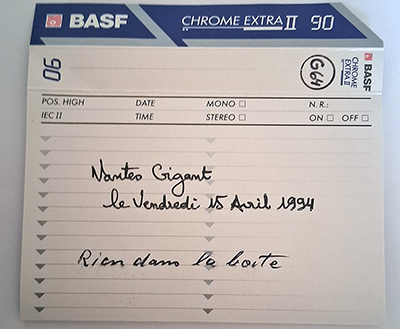 BASF CHROME EXTRA II 90
90 G64 BASF CHROME EXTRA II
POS. HIGH DATE MONO N.R.:
IEC II TIME STEREO ON OFF
Nantes Gigant
le Vendredi 15 Avril 1994
Rien dans la boite